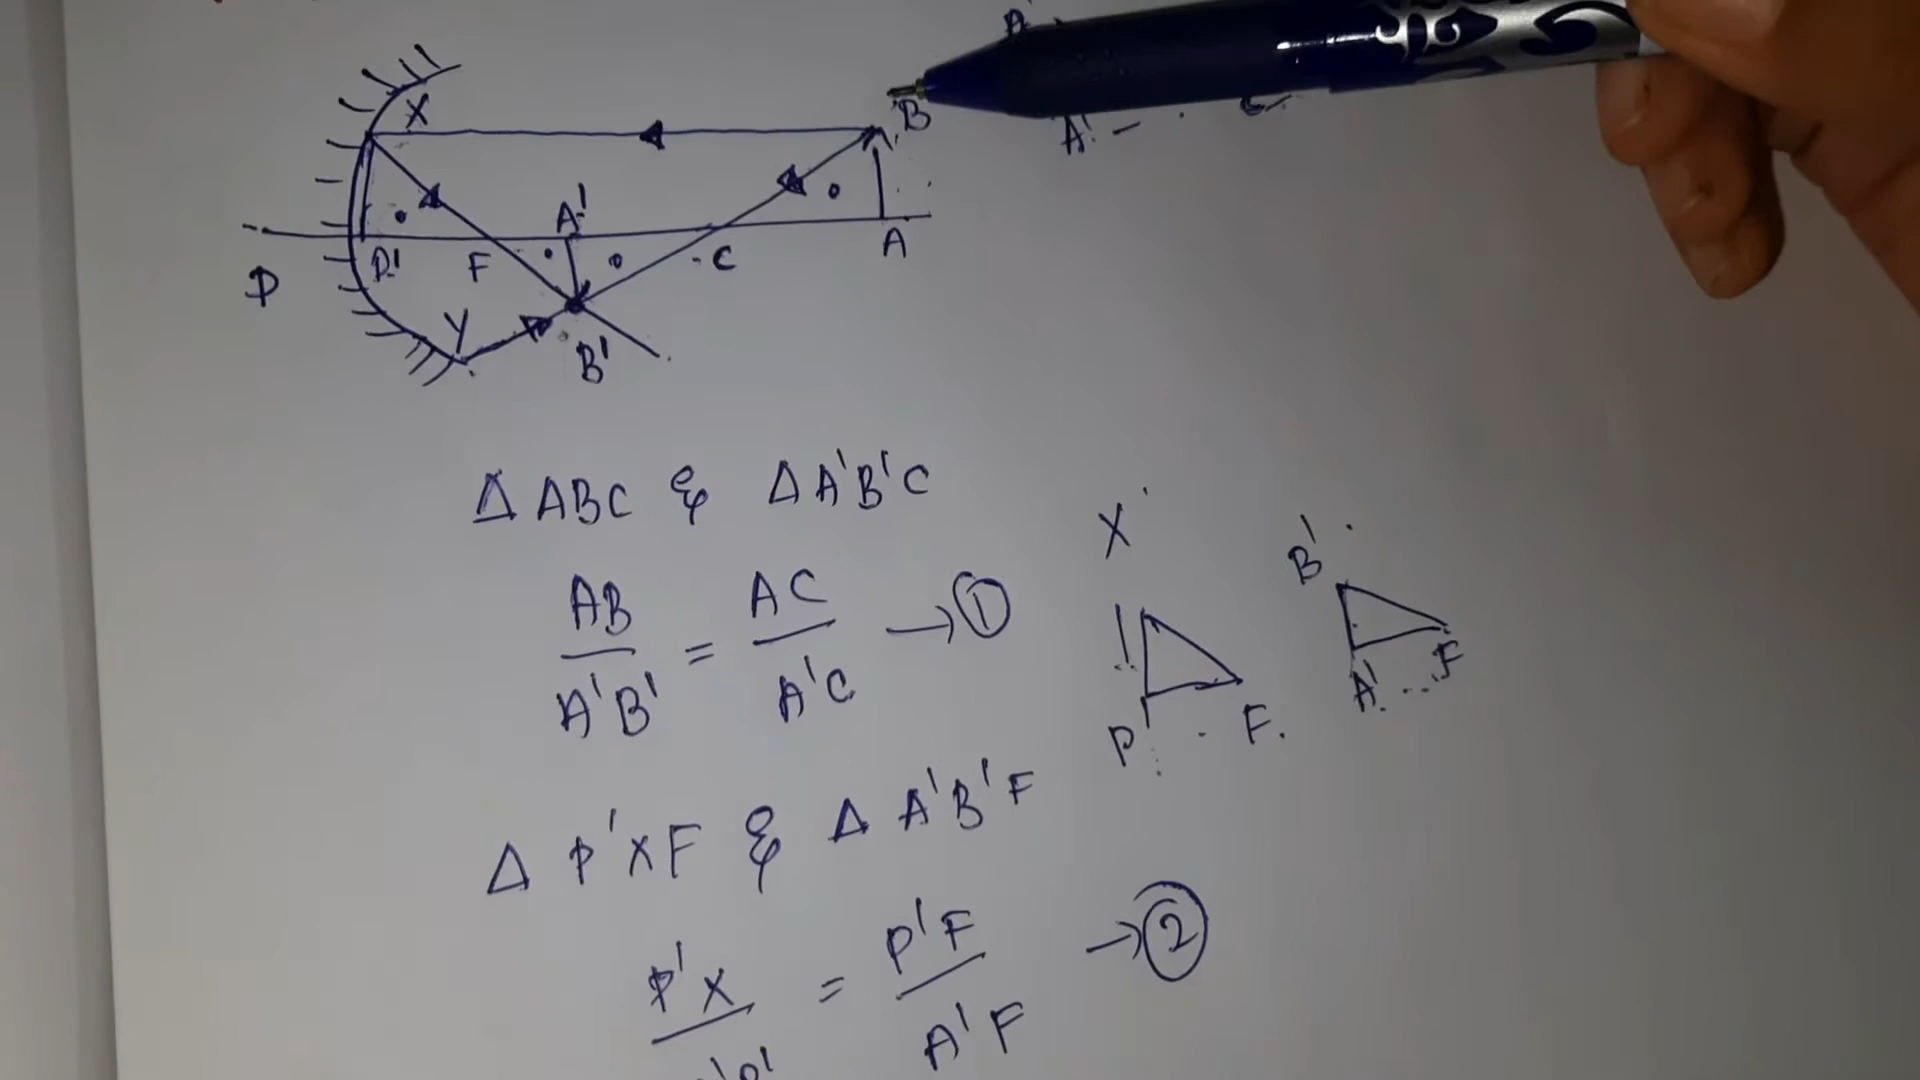 X
B
A'
A
P'
F
C
P
Y
B'
Δ ABC & Δ A'B'C
AB / A'B' = AC / A'C → ①
X
B'
P' F.
A' F
Δ P'XF & Δ A'B'F
P'X = P'F / A'F → ②